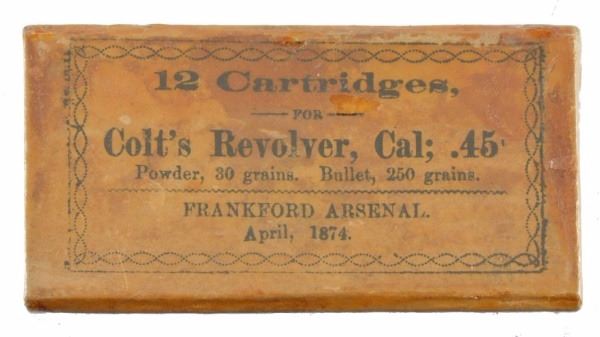 12 Cartridges,
FOR
Colt's Revolver, Cal; .45
Powder, 30 grains. Bullet, 250 grains.
FRANKFORD ARSENAL.
April, 1874.